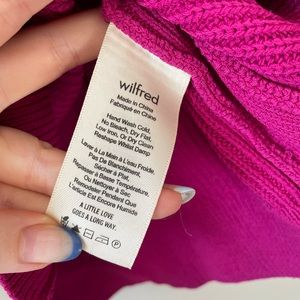 wilfred
Made in China
Fabriqué en Chine
Hand Wash Cold,
No Bleach, Dry Flat,
Low Iron, Or Dry Clean
Reshape Whilst Damp
Laver à La Main à L'eau Froide,
Pas De Blanchiment,
Sécher à Plat,
Repasser à Basse Température,
Ou Nettoyer à Sec
Remodeler Pendant Que
L'article Est Encore Humide
A LITTLE LOVE
GOES A LONG WAY.
P